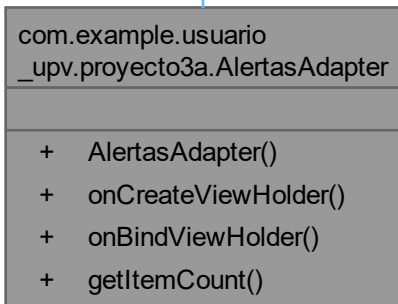 com.example.usuario
_upv.proyecto3a.AlertasAdapter
+ AlertasAdapter()
+ onCreateViewHolder()
+ onBindViewHolder()
+ getItemCount()